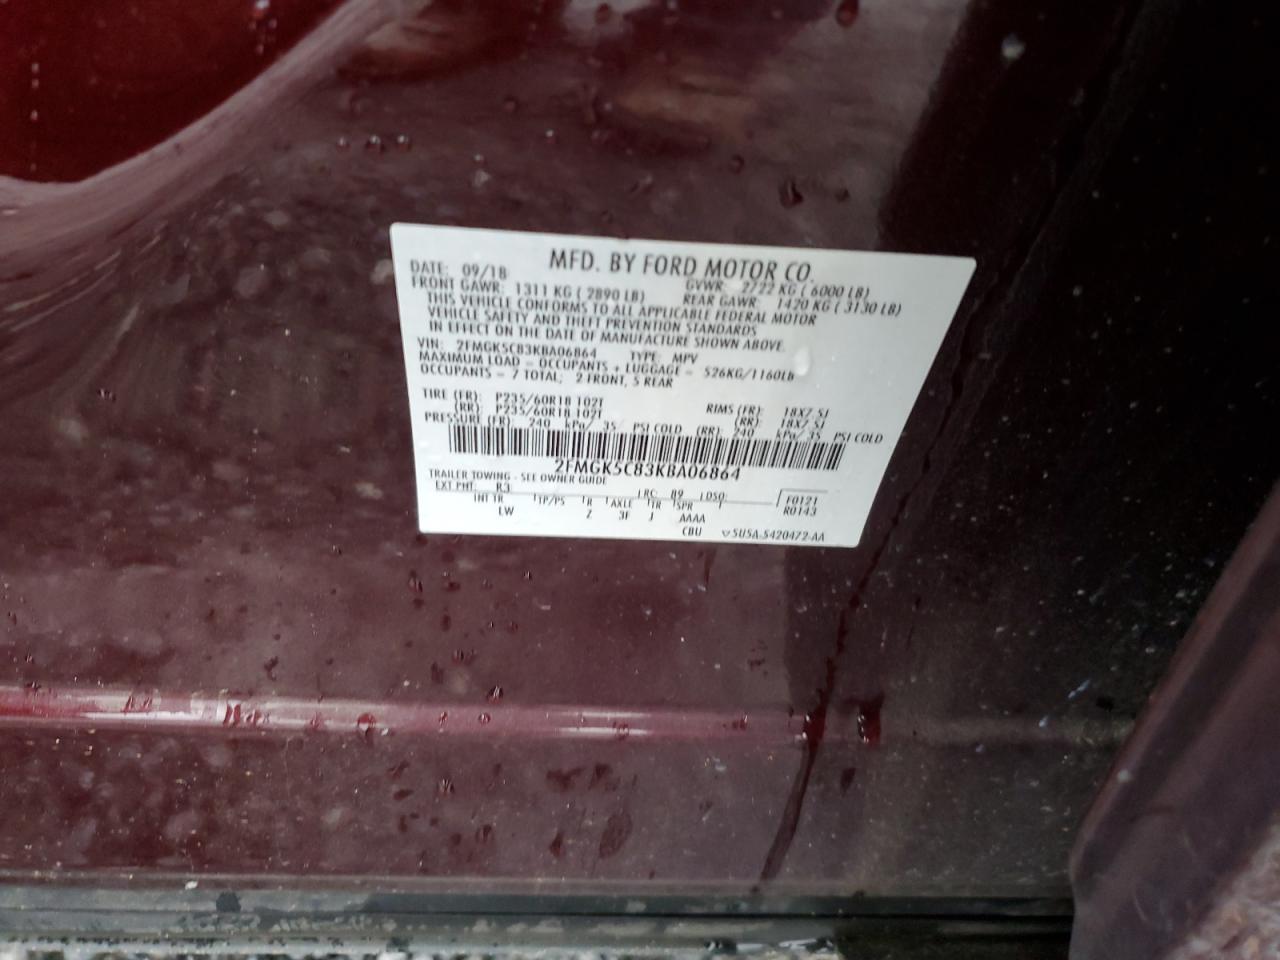 MFD. BY FORD MOTOR CO.
DATE: 09/18 GVWR: 2722 KG ( 6000 LB)
FRONT GAWR: 1311 KG ( 2890 LB) REAR GAWR: 1420 KG ( 3130 LB)
THIS VEHICLE CONFORMS TO ALL APPLICABLE FEDERAL MOTOR
VEHICLE SAFETY AND THEFT PREVENTION STANDARDS
IN EFFECT ON THE DATE OF MANUFACTURE SHOWN ABOVE.
VIN: 2FMGK5C83KBA06864 TYPE: MPV
MAXIMUM LOAD - OCCUPANTS + LUGGAGE = 526KG/1160LB
OCCUPANTS - 7 TOTAL; 2 FRONT, 5 REAR
TIRE (FR): P235/60R18 102T RIMS (FR): 18X7.5J
(RR): P235/60R18 102T (RR): 18X7.5J
PRESSURE (FR): 240 kPa/ 35 PSI COLD (RR): 240 kPa/ 35 PSI COLD
2FMGK5C83KBA06864
TRAILER TOWING - SEE OWNER GUIDE
EXT PNT: R3 RC: 89 DSO: F0121
INT TR TP/PS R AXLE TR SPR R0143
LW Z 3F J AAAA
CBU 5U5A-5420472-AA